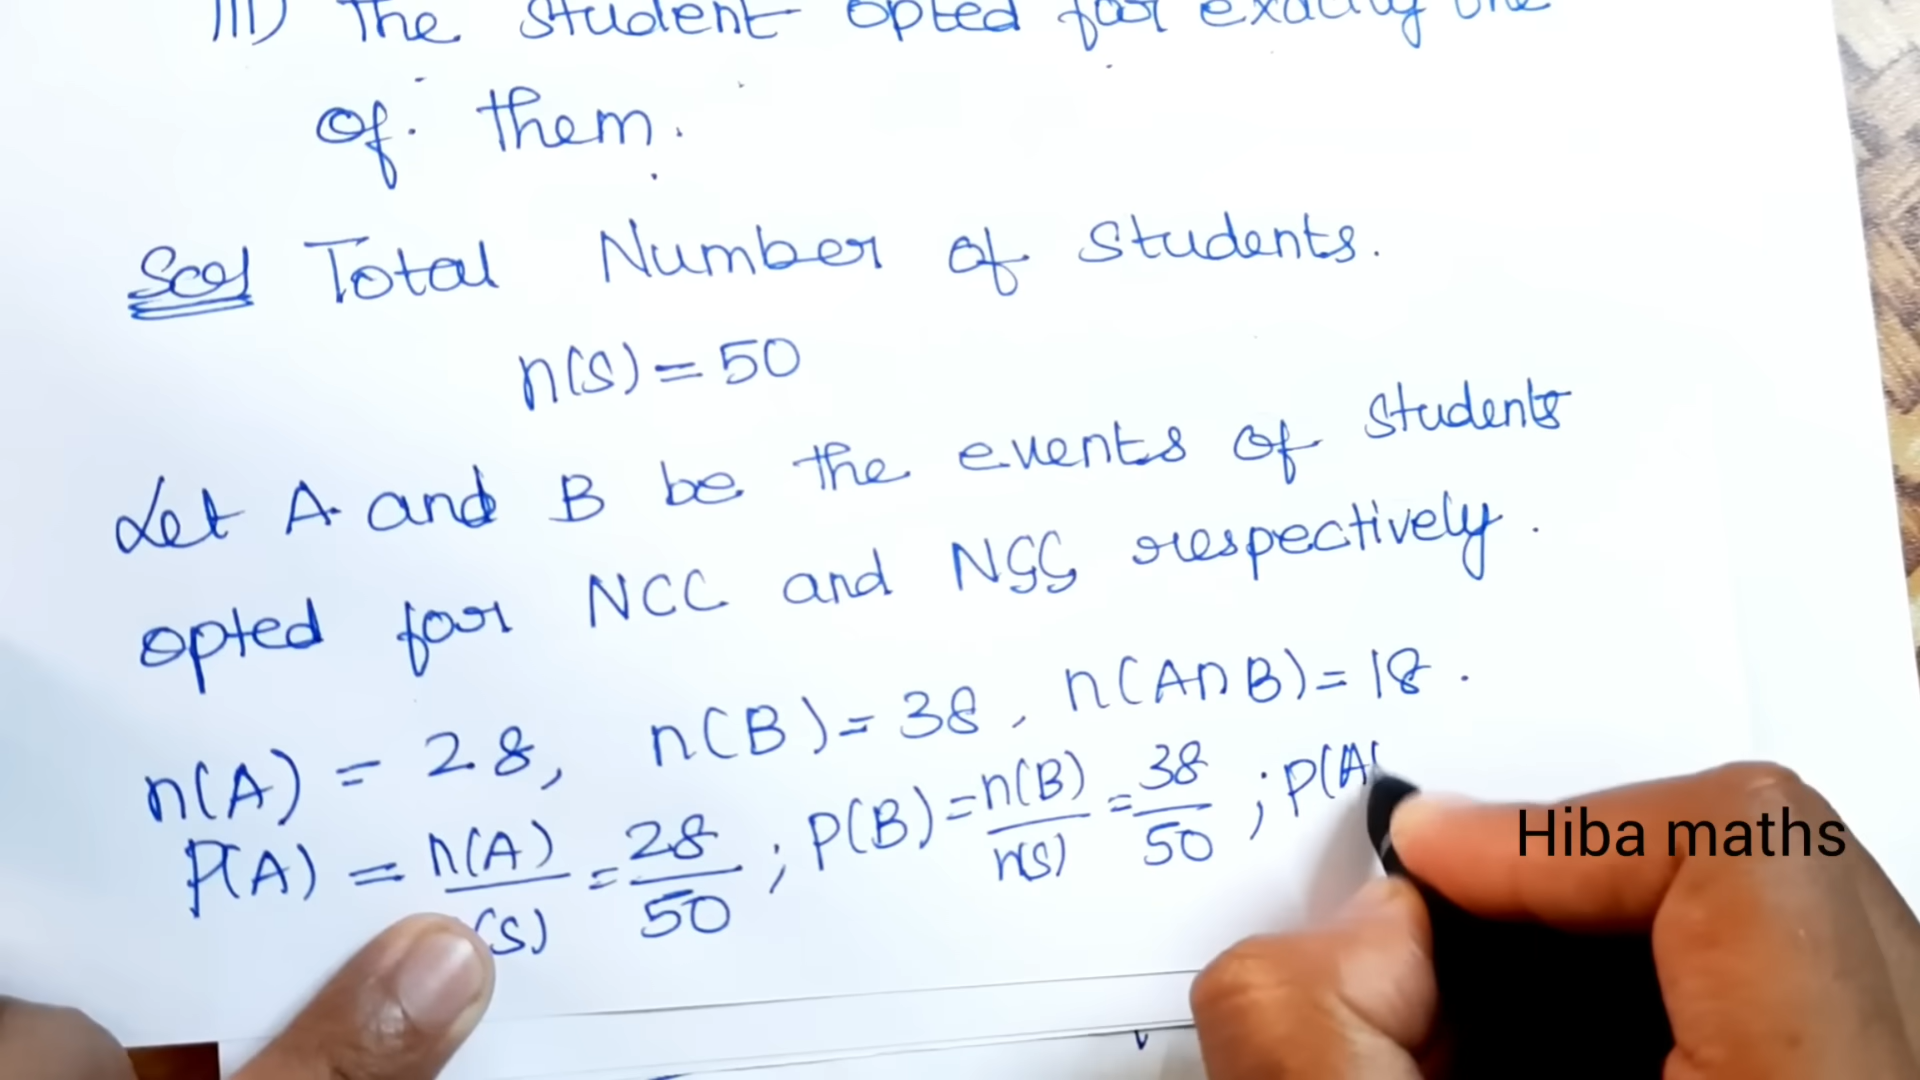 III) The student opted for exactly one
of them.
Sol Total Number of students.
n(S) = 50
Let A and B be the events of students
opted for NCC and NSS respectively.
n(A) = 28, n(B) = 38, n(A∩B) = 18.
P(A) = n(A)/(S) = 28/50 ; P(B) = n(B)/n(S) = 38/50 ; P(A
Hiba maths